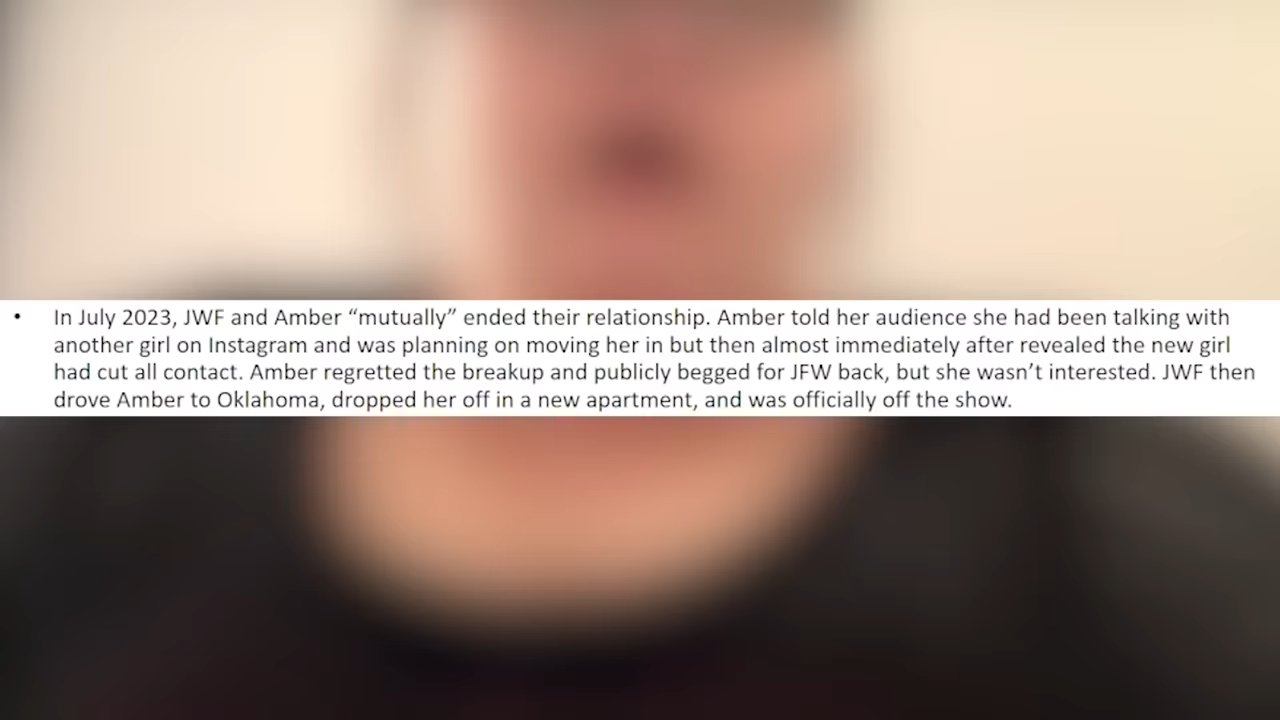 • In July 2023, JWF and Amber “mutually” ended their relationship. Amber told her audience she had been talking with
another girl on Instagram and was planning on moving her in but then almost immediately after revealed the new girl
had cut all contact. Amber regretted the breakup and publicly begged for JFW back, but she wasn’t interested. JWF then
drove Amber to Oklahoma, dropped her off in a new apartment, and was officially off the show.